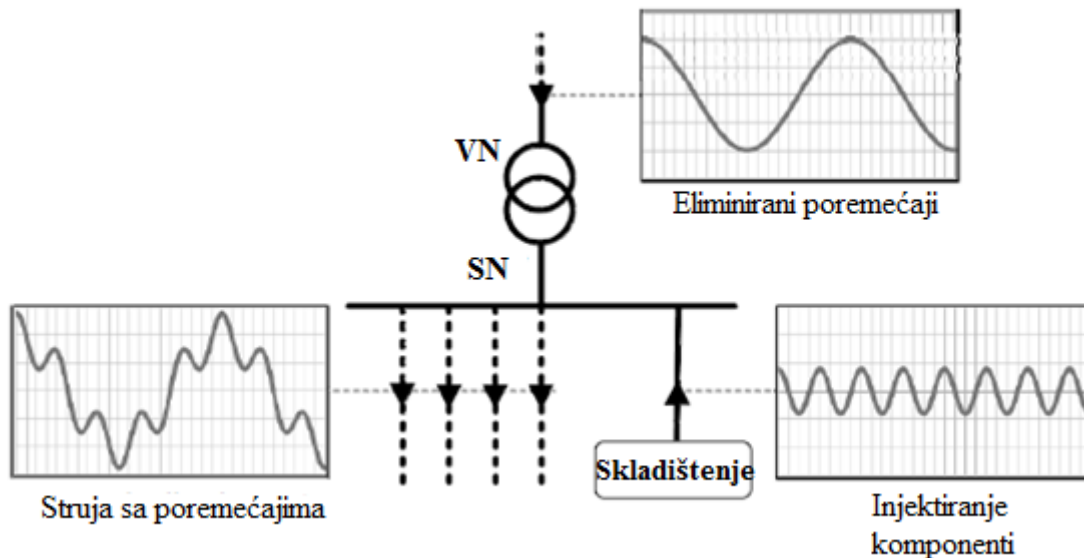 VN
Eliminirani poremećaji
SN
Skladištenje
Struja sa poremećajima
Injektiranje
komponenti